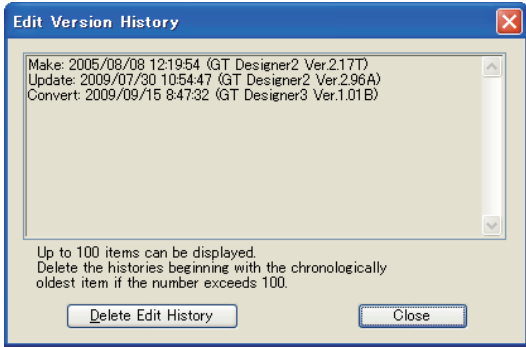 Edit Version History
Make: 2005/08/08 12:19:54 (GT Designer2 Ver.2.17T)
Update: 2009/07/30 10:54:47 (GT Designer2 Ver.2.96A)
Convert: 2009/09/15 8:47:32 (GT Designer3 Ver.1.01B)
Up to 100 items can be displayed.
Delete the histories beginning with the chronologically
oldest item if the number exceeds 100.
Delete Edit History
Close